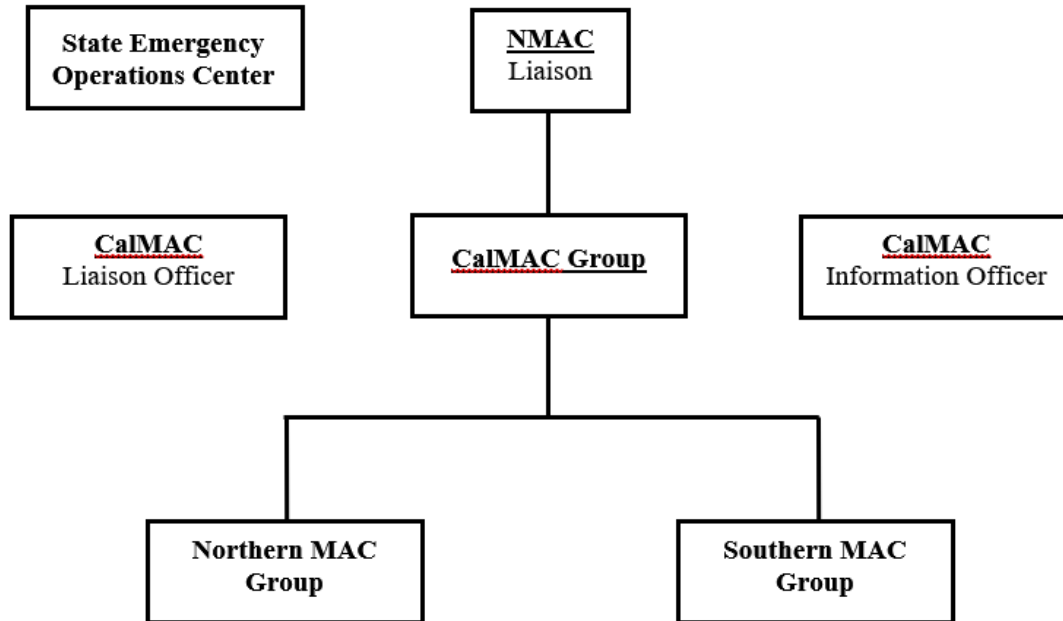 State Emergency
Operations Center
NMAC
Liaison
CalMAC
Liaison Officer
CalMAC Group
CalMAC
Information Officer
Northern MAC
Group
Southern MAC
Group